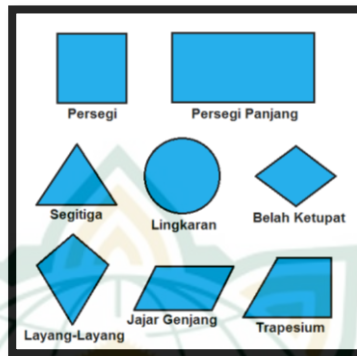 Persegi
Persegi Panjang
Segitiga
Lingkaran
Belah Ketupat
Layang-Layang
Jajar Genjang
Trapesium